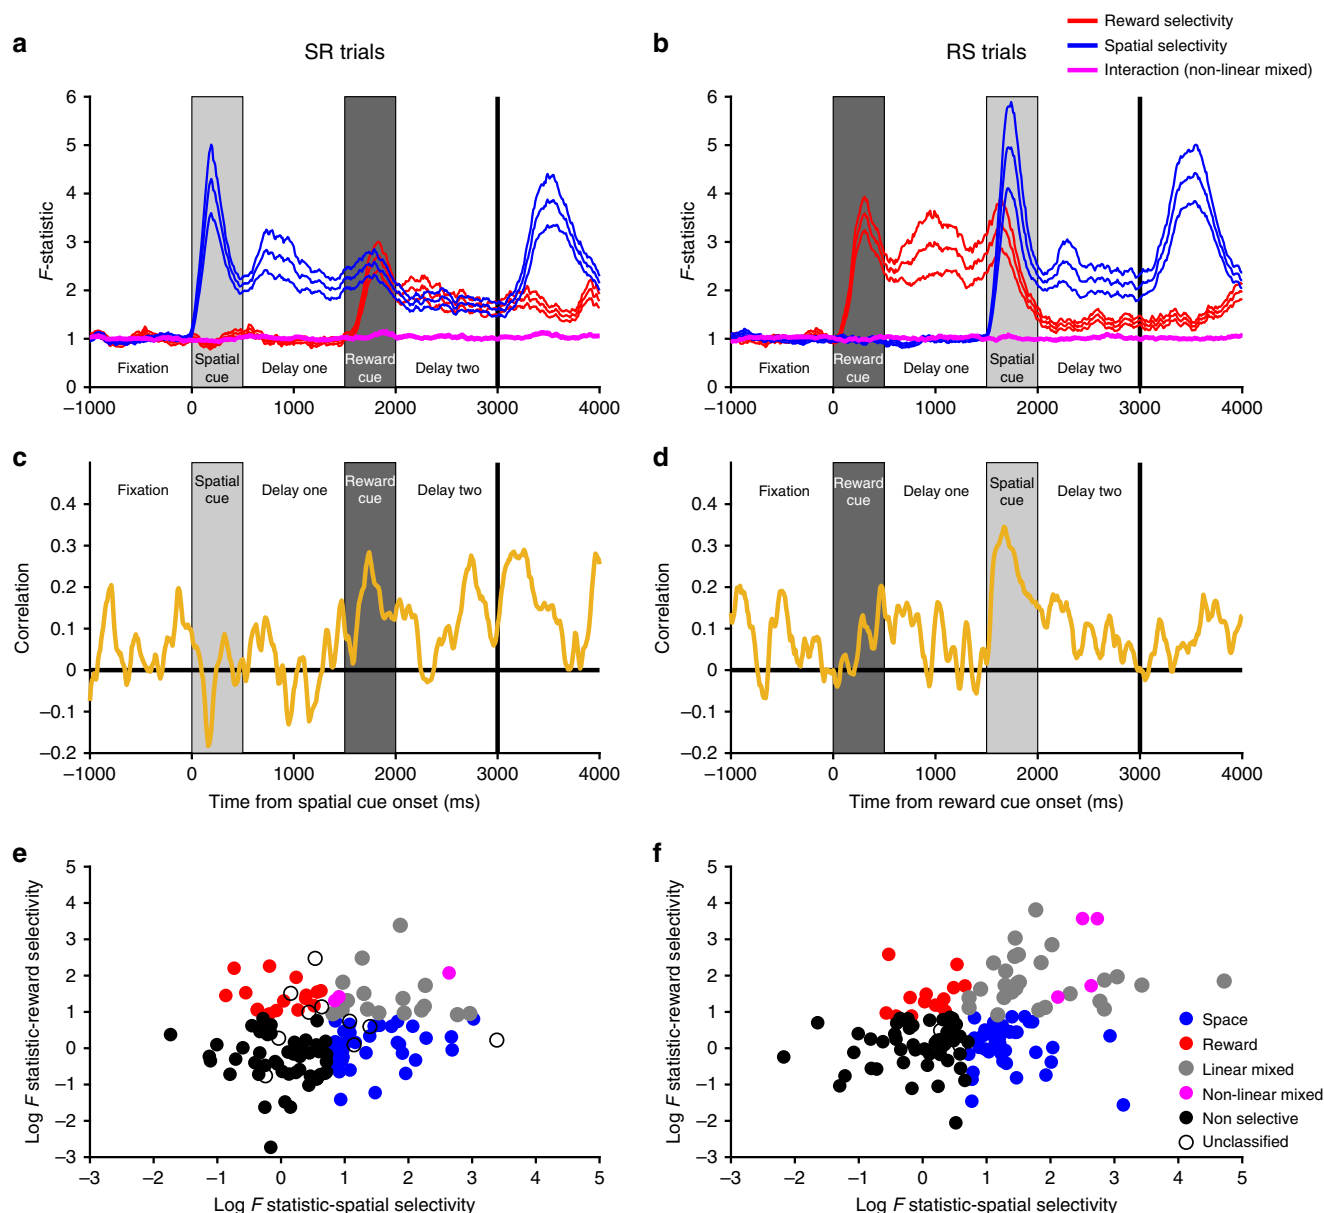 Reward selectivity
Spatial selectivity
Interaction (non-linear mixed)
a
SR trials
b
RS trials
F-statistic
6
5
4
3
2
1
0
Fixation
Spatial
cue
Delay one
Reward
cue
Delay two
–1000
0
1000
2000
3000
4000
F-statistic
6
5
4
3
2
1
0
Fixation
Reward
cue
Delay one
Spatial
cue
Delay two
–1000
0
1000
2000
3000
4000
c
Correlation
0.4
0.3
0.2
0.1
0
–0.1
–0.2
Fixation
Spatial
cue
Delay one
Reward
cue
Delay two
–1000
0
1000
2000
3000
4000
Time from spatial cue onset (ms)
d
Correlation
0.4
0.3
0.2
0.1
0
–0.1
–0.2
Fixation
Reward
cue
Delay one
Spatial
cue
Delay two
–1000
0
1000
2000
3000
4000
Time from reward cue onset (ms)
e
Log F statistic-reward selectivity
5
4
3
2
1
0
–1
–2
–3
–3
–2
–1
0
1
2
3
4
5
Log F statistic-spatial selectivity
f
Log F statistic-reward selectivity
5
4
3
2
1
0
–1
–2
–3
–3
–2
–1
0
1
2
3
4
5
Log F statistic-spatial selectivity
Space
Reward
Linear mixed
Non-linear mixed
Non selective
Unclassified